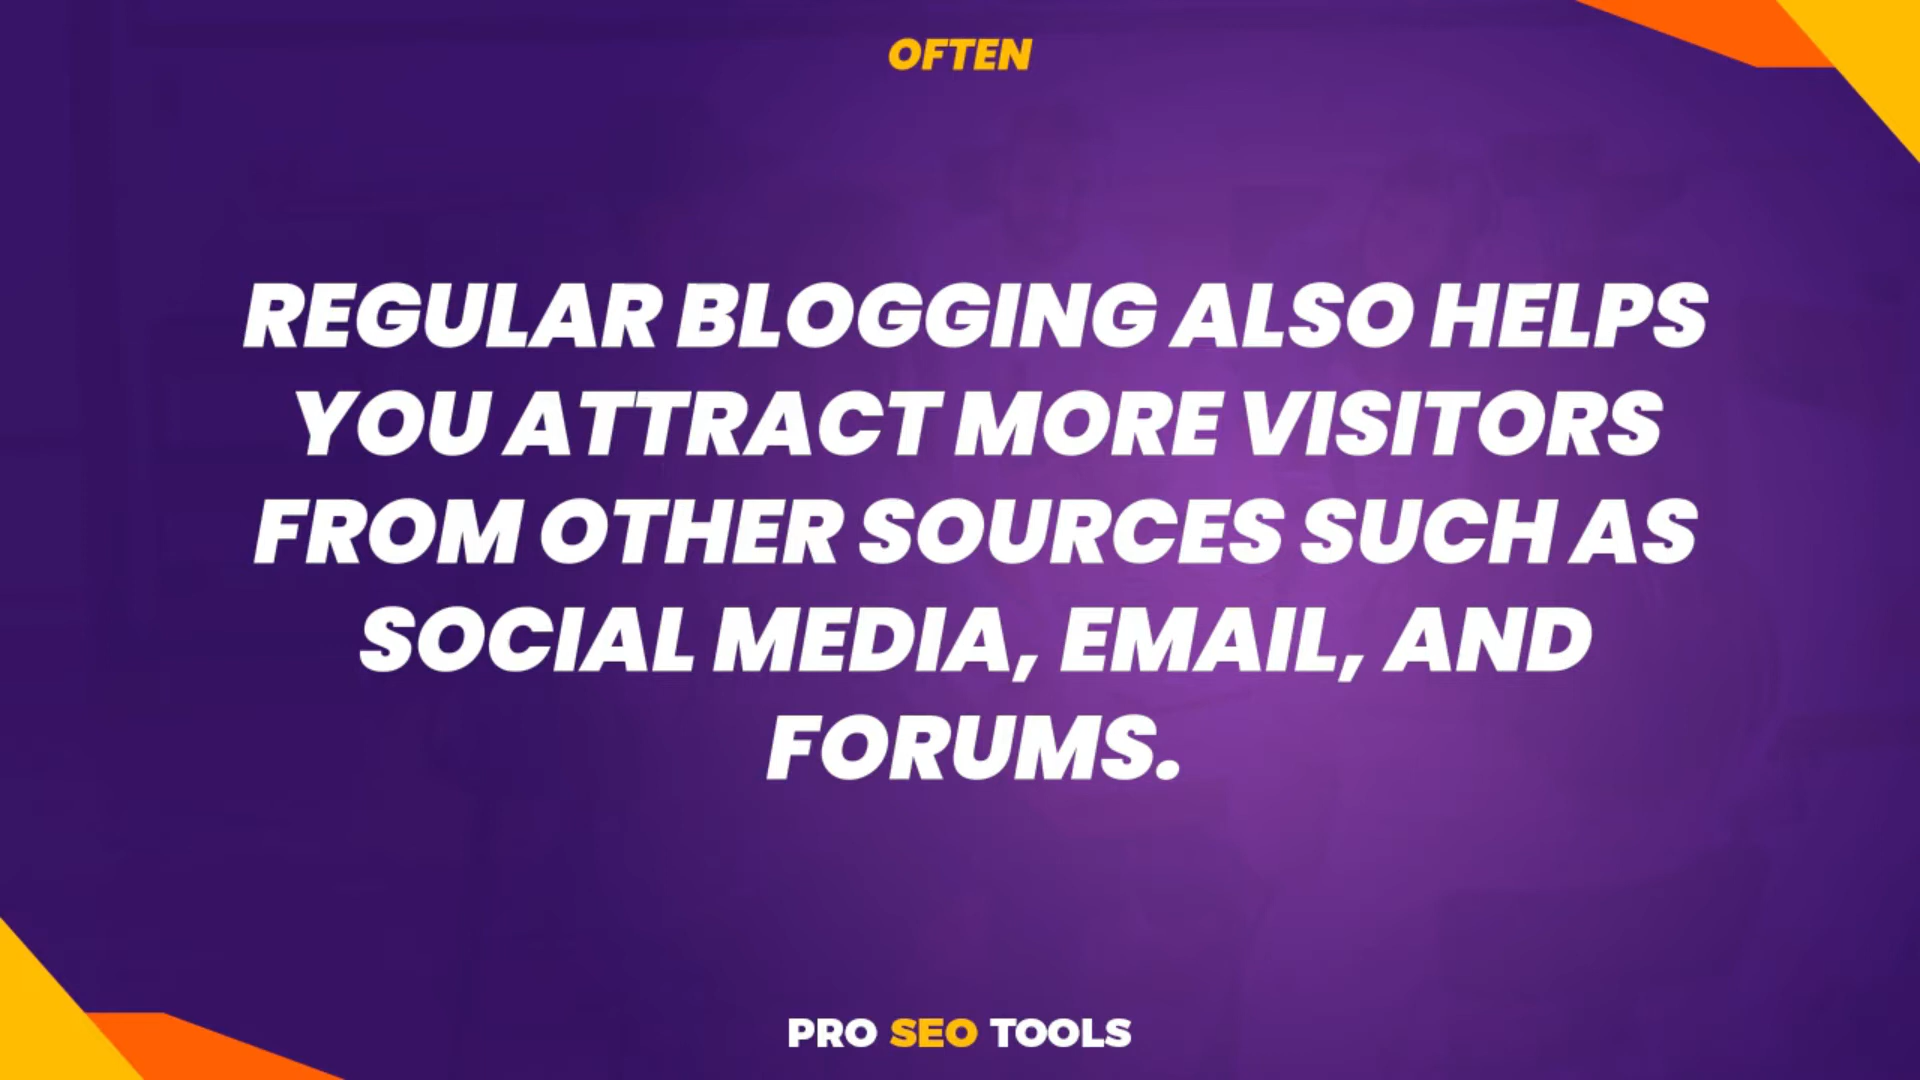 OFTEN
REGULAR BLOGGING ALSO HELPS
YOU ATTRACT MORE VISITORS
FROM OTHER SOURCES SUCH AS
SOCIAL MEDIA, EMAIL, AND
FORUMS.
PRO SEO TOOLS